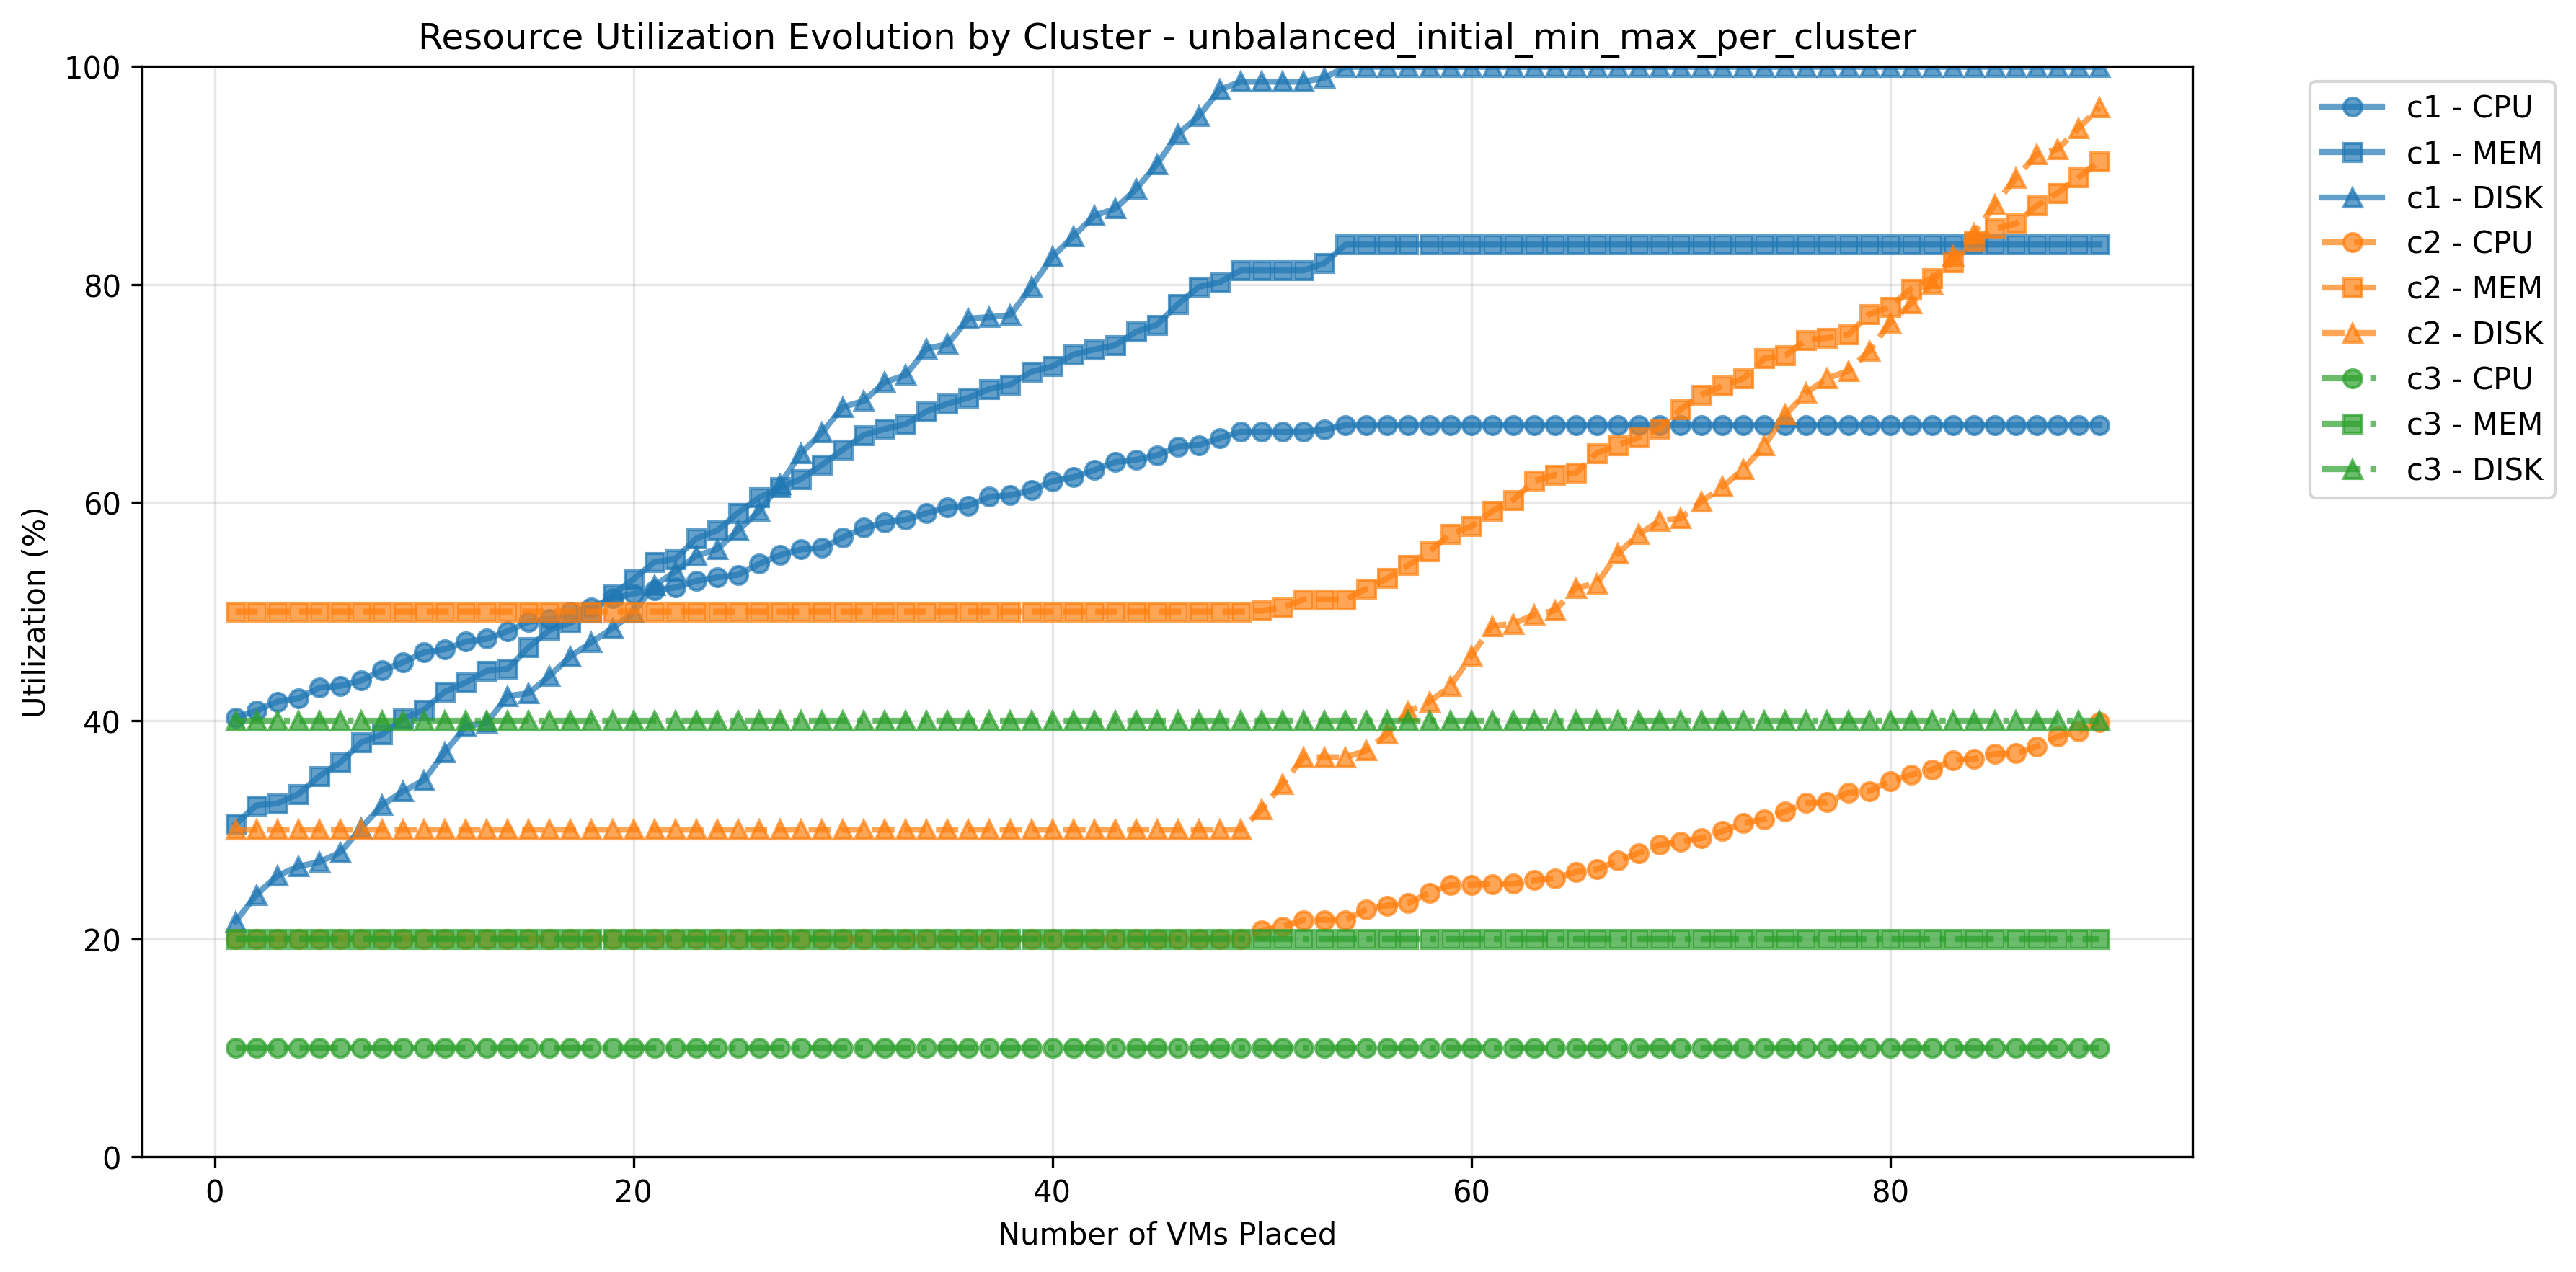 Resource Utilization Evolution by Cluster - unbalanced_initial_min_max_per_cluster
100
80
60
40
20
0
Utilization (%)
0 20 40 60 80
Number of VMs Placed
c1 - CPU
c1 - MEM
c1 - DISK
c2 - CPU
c2 - MEM
c2 - DISK
c3 - CPU
c3 - MEM
c3 - DISK